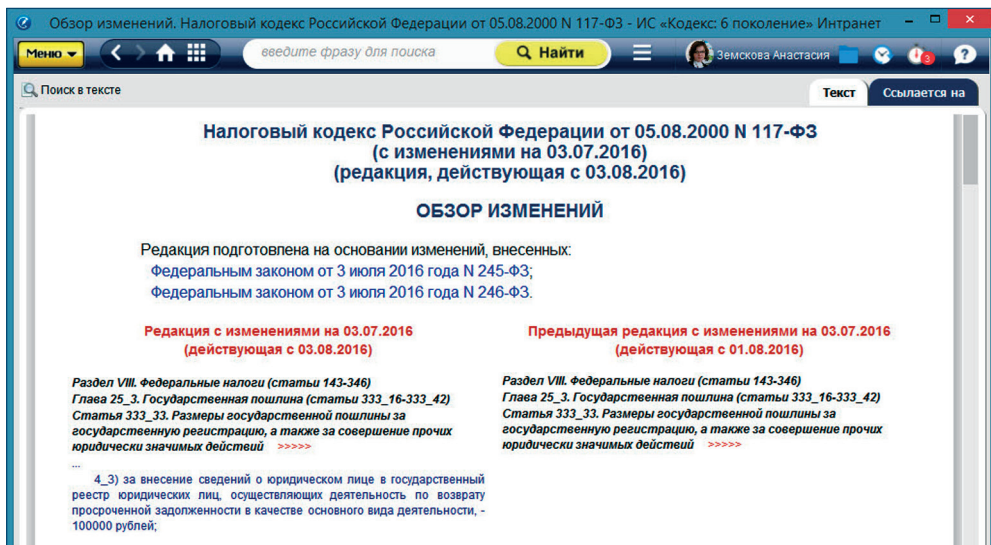 Обзор изменений. Налоговый кодекс Российской Федерации от 05.08.2000 N 117-ФЗ - ИС «Кодекс: 6 поколение» Интранет
Меню
введите фразу для поиска
Найти
Земскова Анастасия
3
?
Поиск в тексте
Текст
Ссылается на
Налоговый кодекс Российской Федерации от 05.08.2000 N 117-ФЗ
(с изменениями на 03.07.2016)
(редакция, действующая с 03.08.2016)
ОБЗОР ИЗМЕНЕНИЙ
Редакция подготовлена на основании изменений, внесенных:
Федеральным законом от 3 июля 2016 года N 245-ФЗ;
Федеральным законом от 3 июля 2016 года N 246-ФЗ.
Редакция с изменениями на 03.07.2016
(действующая с 03.08.2016)
Раздел VIII. Федеральные налоги (статьи 143-346)
Глава 25_3. Государственная пошлина (статьи 333_16-333_42)
Статья 333_33. Размеры государственной пошлины за
государственную регистрацию, а также за совершение прочих
юридически значимых действий >>>>>
...
4_3) за внесение сведений о юридическом лице в государственный
реестр юридических лиц, осуществляющих деятельность по возврату
просроченной задолженности в качестве основного вида деятельности, -
100000 рублей;
Предыдущая редакция с изменениями на 03.07.2016
(действующая с 01.08.2016)
Раздел VIII. Федеральные налоги (статьи 143-346)
Глава 25_3. Государственная пошлина (статьи 333_16-333_42)
Статья 333_33. Размеры государственной пошлины за
государственную регистрацию, а также за совершение прочих
юридически значимых действий >>>>>